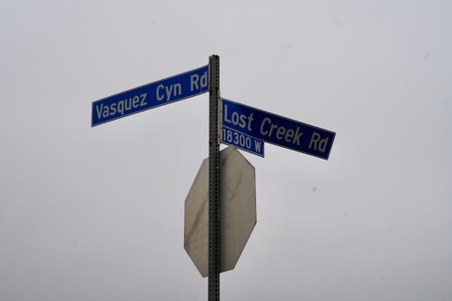 Vasquez Cyn Rd
Lost Creek Rd
18300 W